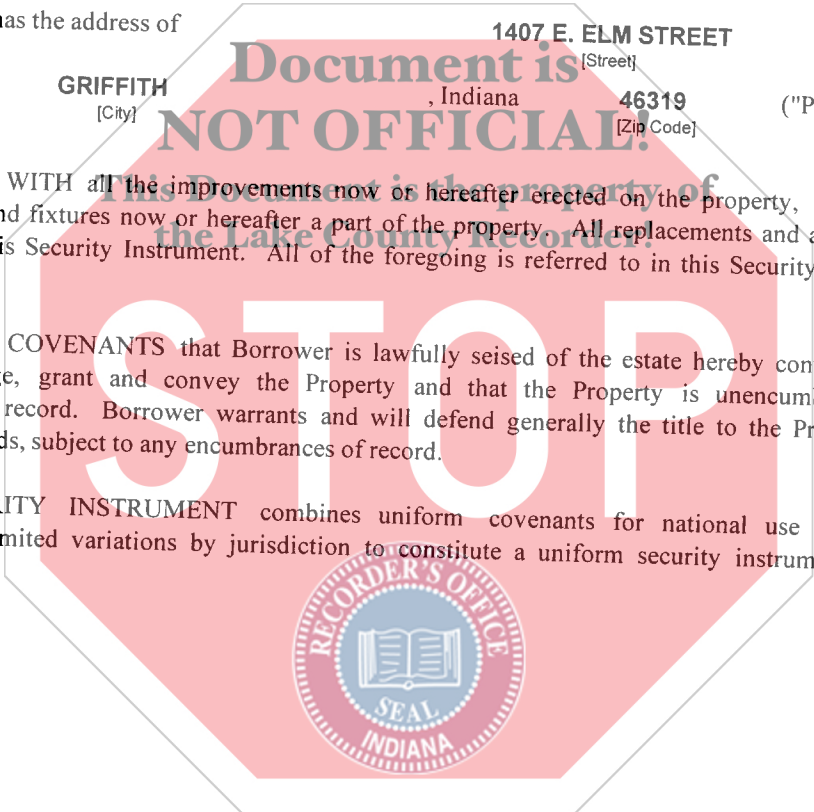 has the address of
1407 E. ELM STREET
[Street]
GRIFFITH , Indiana 46319 ("P
[City] [Zip Code]
Document is
NOT OFFICIAL!
This Document is the property of
the Lake County Recorder!
WITH all the improvements now or hereafter erected on the property,
nd fixtures now or hereafter a part of the property. All replacements and a
is Security Instrument. All of the foregoing is referred to in this Security
COVENANTS that Borrower is lawfully seised of the estate hereby con
e, grant and convey the Property and that the Property is unencum
record. Borrower warrants and will defend generally the title to the Pr
ds, subject to any encumbrances of record.
RITY INSTRUMENT combines uniform covenants for national use
mited variations by jurisdiction to constitute a uniform security instrum
STOP
RECORDER'S OFFICE
SEAL
INDIANA